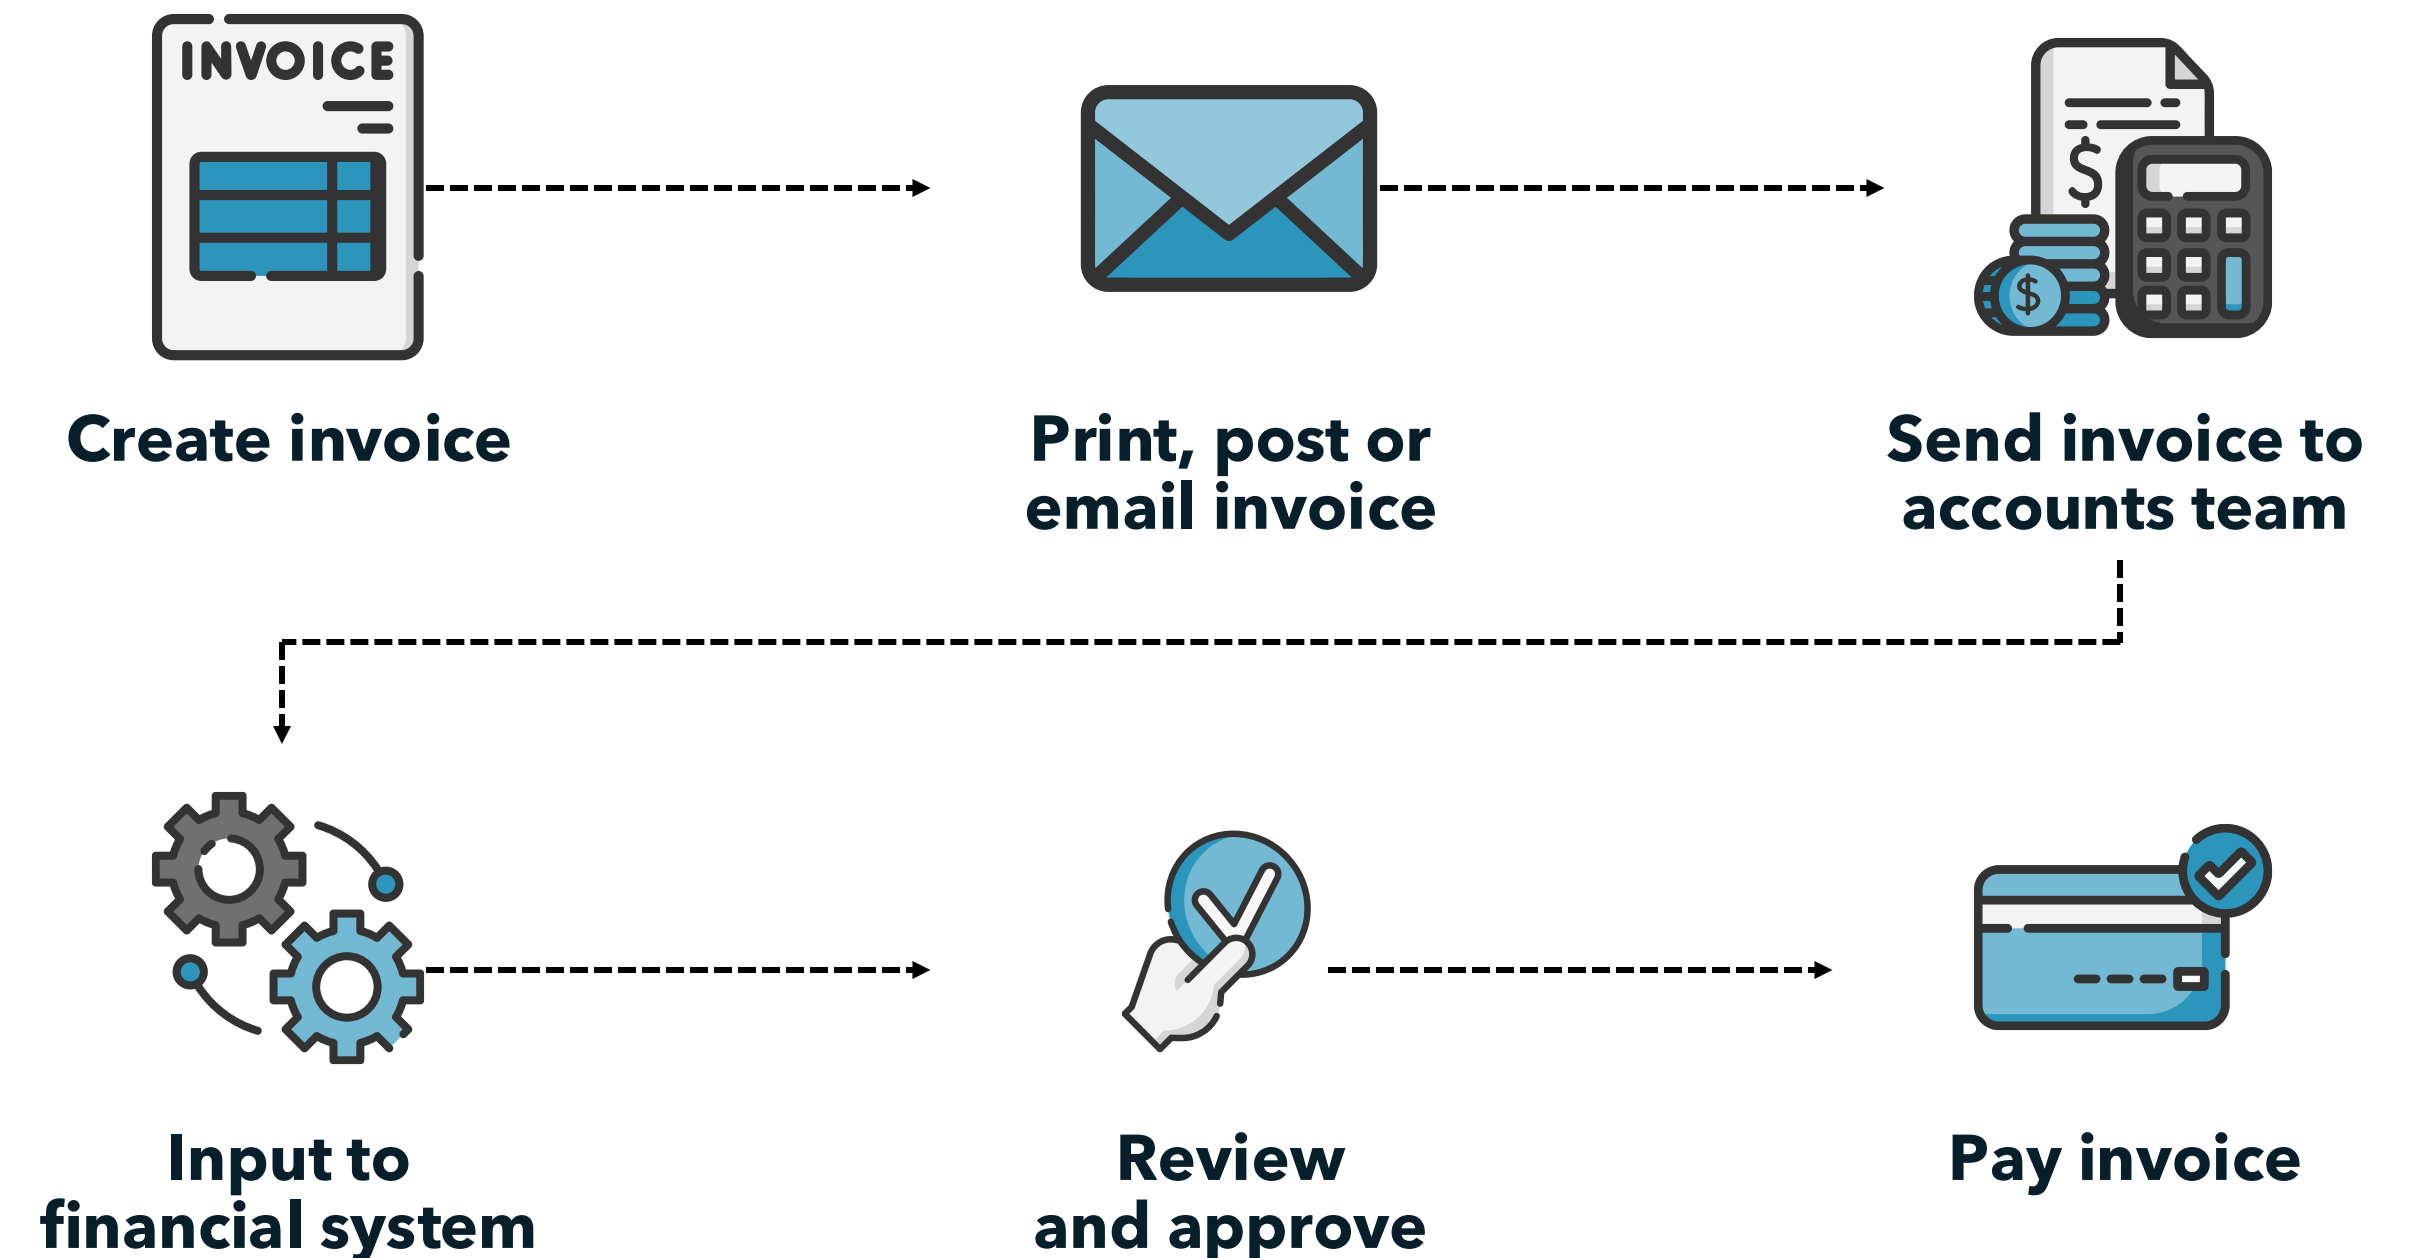 INVOICE
$
$
Create invoice
Print, post or
email invoice
Send invoice to
accounts team
Input to
financial system
Review
and approve
Pay invoice